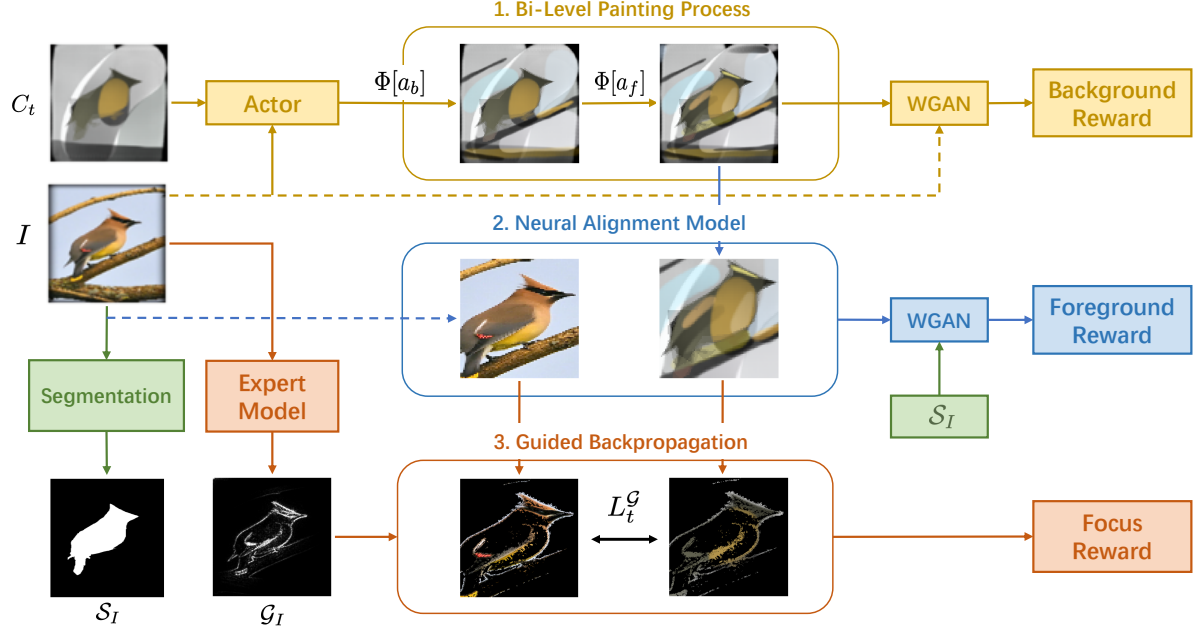 1. Bi-Level Painting Process
C_t
Actor
Φ[a_b]
Φ[a_f]
WGAN
Background
Reward
I
2. Neural Alignment Model
WGAN
Foreground
Reward
Segmentation
Expert
Model
𝒮_I
3. Guided Backpropagation
L_t^𝒢
Focus
Reward
𝒮_I
𝒢_I